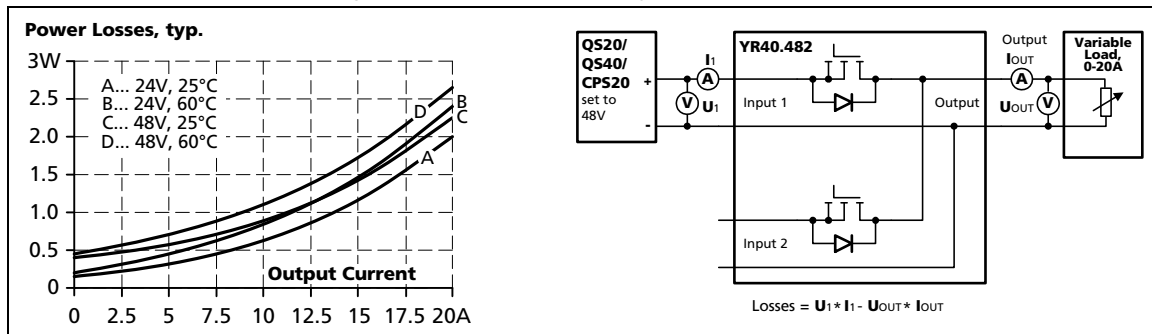 Power Losses, typ.
3W
2.5
2.0
1.5
1.0
0.5
0
A... 24V, 25°C
B... 24V, 60°C
C... 48V, 25°C
D... 48V, 60°C
D
B
C
A
Output Current
0 2.5 5 7.5 10 12.5 15 17.5 20A
QS20/
QS40/
CPS20
set to
48V
+
-
I1
A
V U1
YR40.482
Input 1
Output
Input 2
Output
IOUT
A
UOUT V
Variable
Load,
0-20A
Losses = U1* I1 - UOUT* IOUT